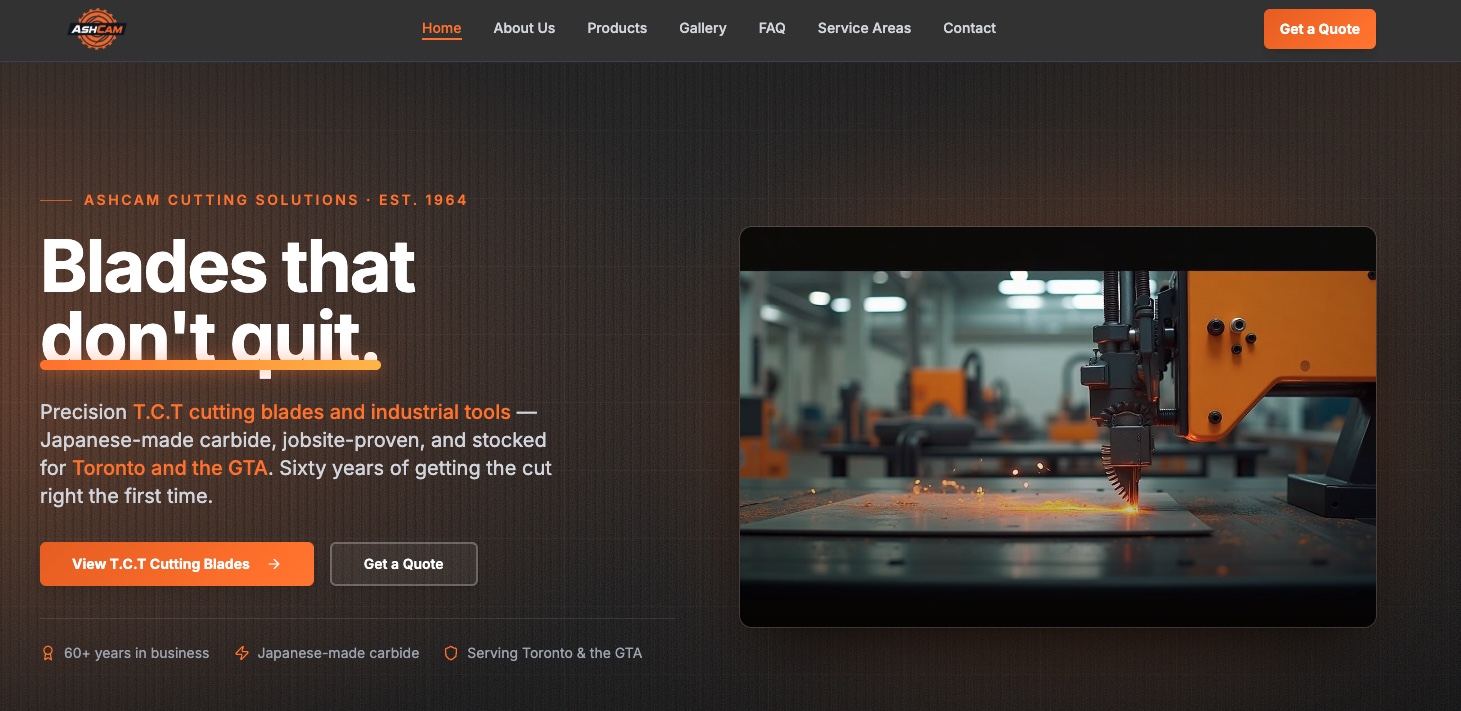 ASHCAM
Home
About Us
Products
Gallery
FAQ
Service Areas
Contact
Get a Quote
ASHCAM CUTTING SOLUTIONS · EST. 1964
Blades that
don't quit.
Precision T.C.T cutting blades and industrial tools —
Japanese-made carbide, jobsite-proven, and stocked
for Toronto and the GTA. Sixty years of getting the cut
right the first time.
View T.C.T Cutting Blades →
Get a Quote
60+ years in business
Japanese-made carbide
Serving Toronto & the GTA